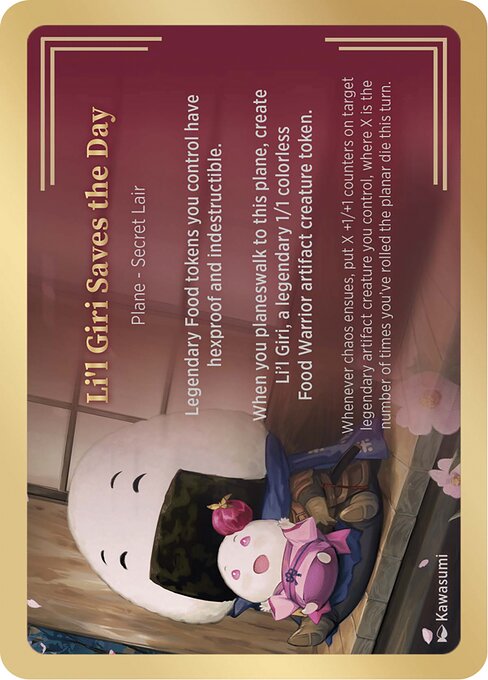 Li'l Giri Saves the Day
Plane - Secret Lair
Legendary Food tokens you control have
hexproof and indestructible.
When you planeswalk to this plane, create
Li'l Giri, a legendary 1/1 colorless
Food Warrior artifact creature token.
Whenever chaos ensues, put X +1/+1 counters on target
legendary artifact creature you control, where X is the
number of times you've rolled the planar die this turn.
Kawasumi